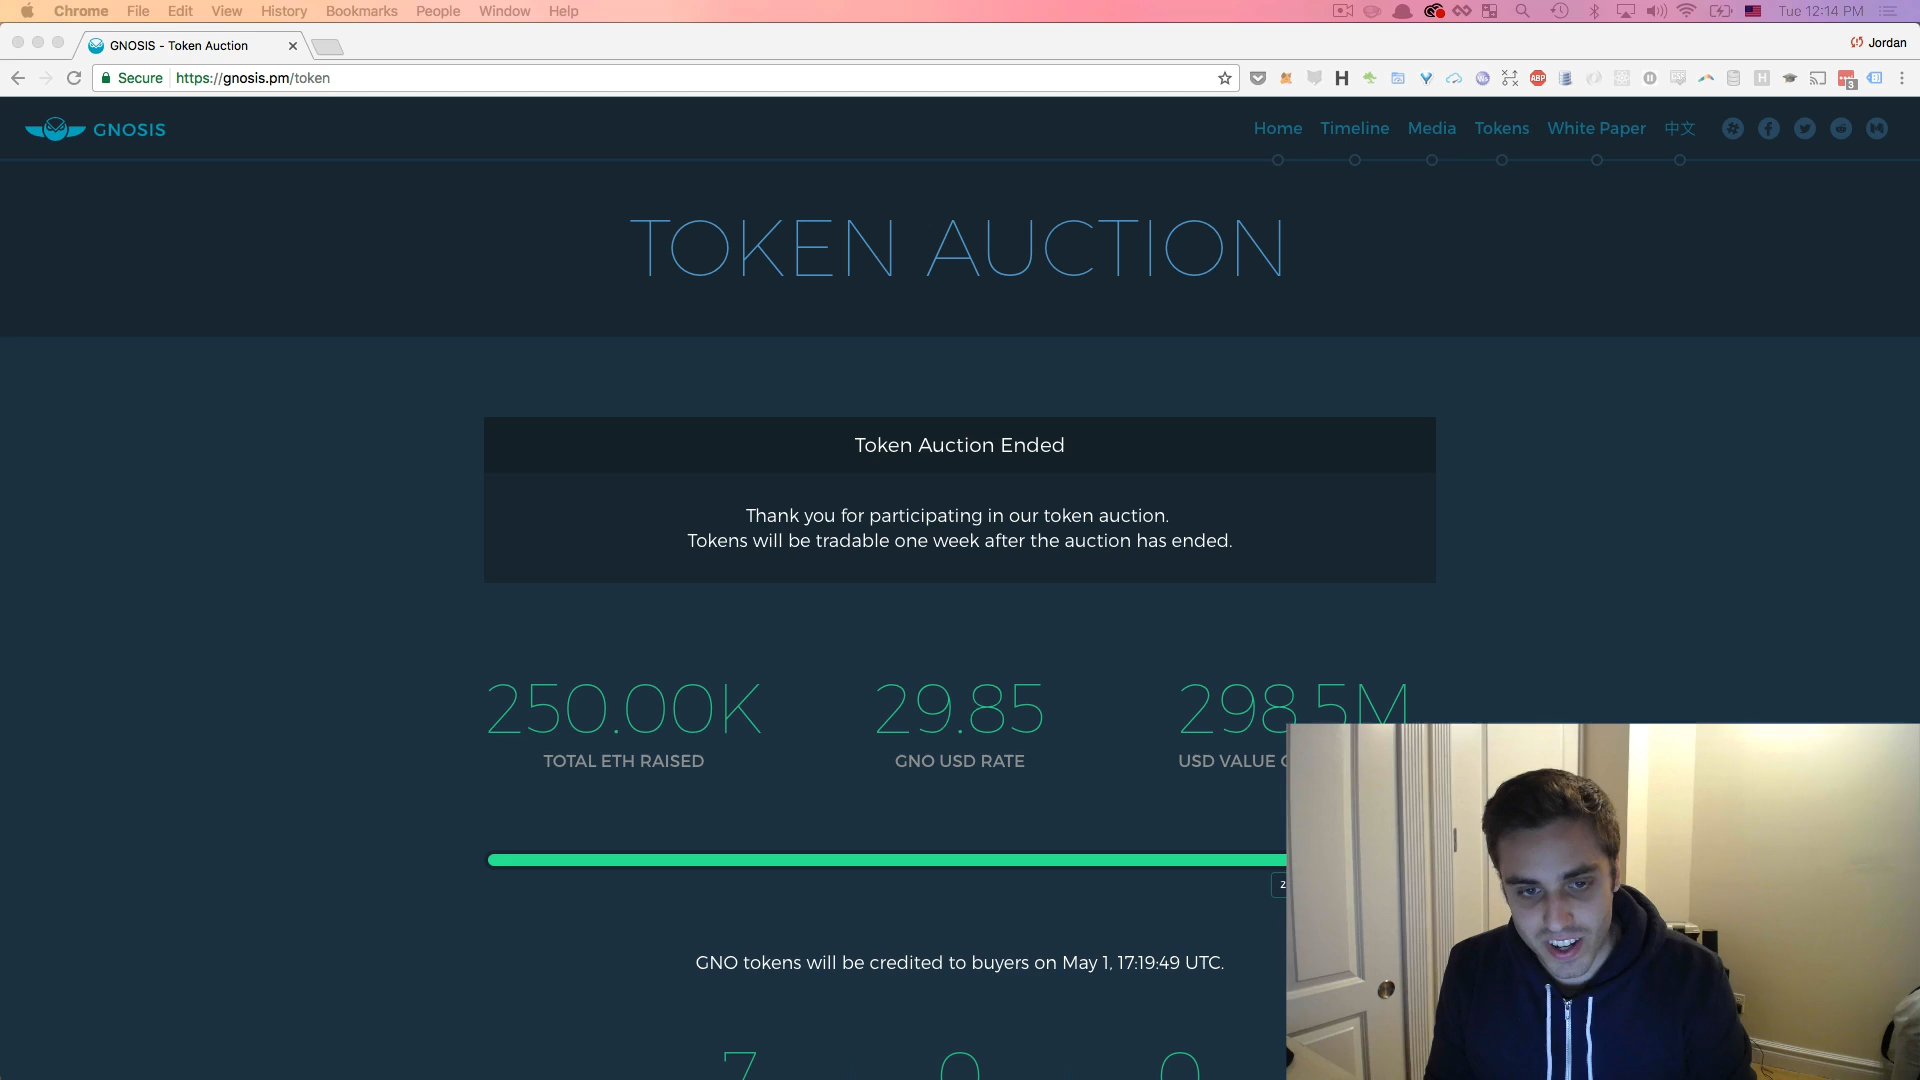 Chrome File Edit View History Bookmarks People Window Help Tue 12:14 PM
GNOSIS - Token Auction Jordan
Secure https://gnosis.pm/token
GNOSIS Home Timeline Media Tokens White Paper 中文
TOKEN AUCTION
Token Auction Ended
Thank you for participating in our token auction.
Tokens will be tradable one week after the auction has ended.
250.00K 29.85 298.5M
TOTAL ETH RAISED GNO USD RATE USD VALUE
2
GNO tokens will be credited to buyers on May 1, 17:19:49 UTC.
7 0 0